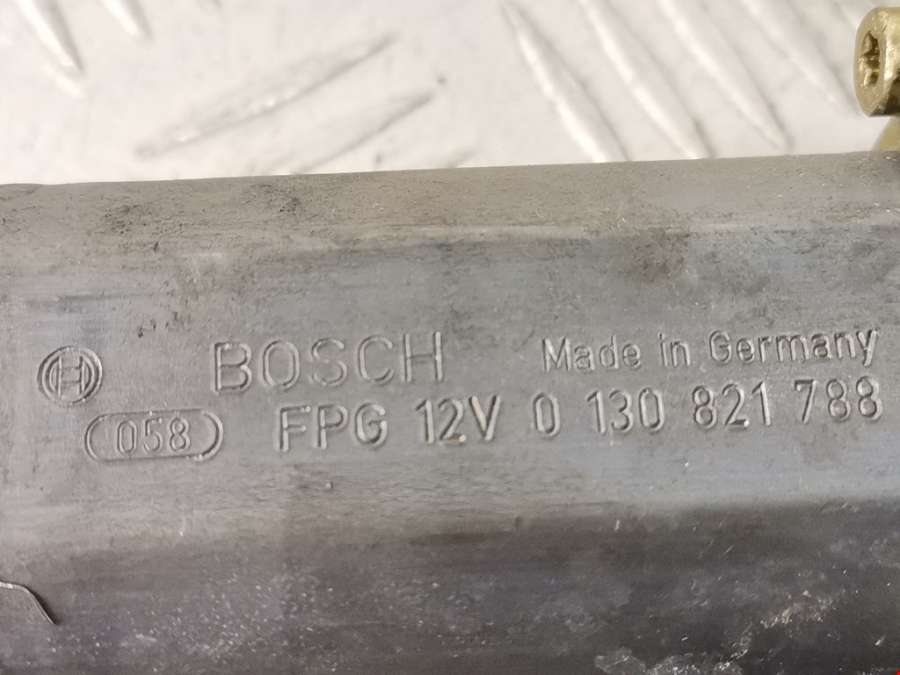 BOSCH Made in Germany
058 FPG 12V 0 130 821 788